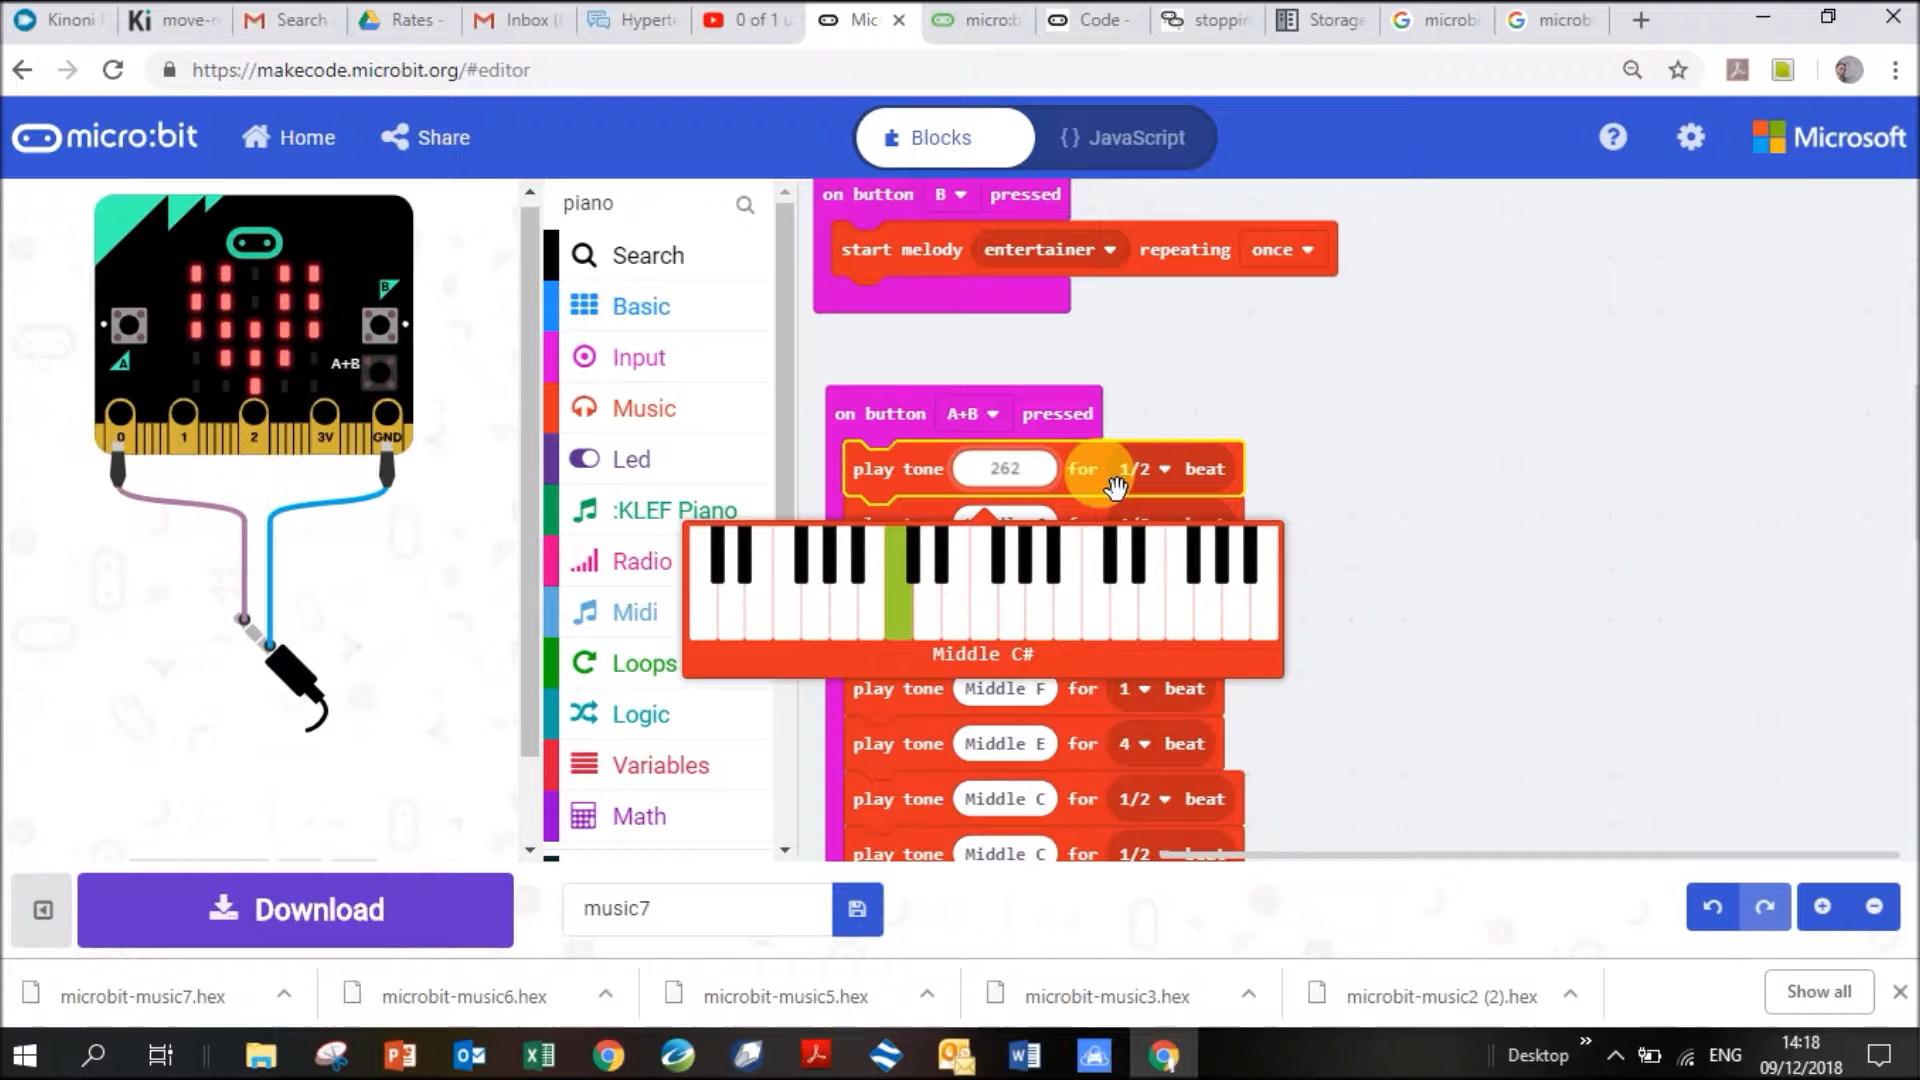 Kinoni
move-n
Search
Rates -
Inbox (
Hyperte
0 of 1 u
Mic
micro:b
Code -
stoppin
Storage
microbi
microbi
https://makecode.microbit.org/#editor
micro:bit
Home
Share
Blocks
{} JavaScript
Microsoft
B
A
A+B
0 1 2 3V GND
piano
Search
Basic
Input
Music
Led
:KLEF Piano
Radio
Midi
Loops
Logic
Variables
Math
on button B pressed
start melody entertainer repeating once
on button A+B pressed
play tone 262 for 1/2 beat
Middle C#
play tone Middle F for 1 beat
play tone Middle E for 4 beat
play tone Middle C for 1/2 beat
play tone Middle C for 1/2
Download
music7
microbit-music7.hex
microbit-music6.hex
microbit-music5.hex
microbit-music3.hex
microbit-music2 (2).hex
Show all
Desktop
ENG
14:18
09/12/2018